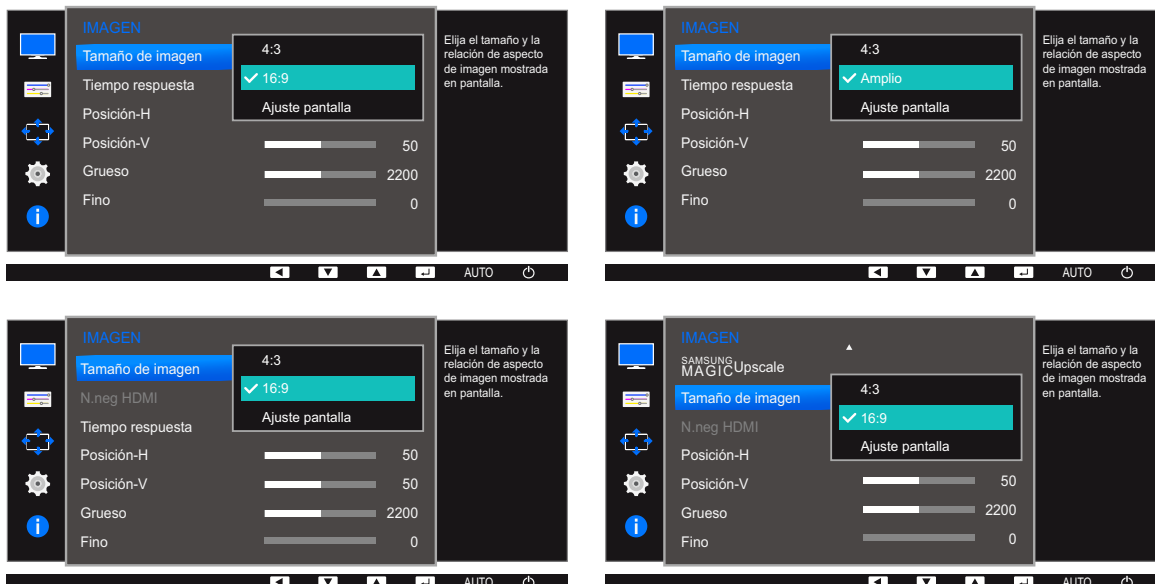 IMAGEN
Tamaño de imagen
Tiempo respuesta
Posición-H
Posición-V
50
Grueso
2200
Fino
0
4:3
16:9
Ajuste pantalla
Elija el tamaño y la
relación de aspecto
de imagen mostrada
en pantalla.
AUTO
IMAGEN
Tamaño de imagen
Tiempo respuesta
Posición-H
Posición-V
50
Grueso
2200
Fino
0
4:3
Amplio
Ajuste pantalla
Elija el tamaño y la
relación de aspecto
de imagen mostrada
en pantalla.
AUTO
IMAGEN
Tamaño de imagen
N.neg HDMI
Tiempo respuesta
Posición-H
50
Posición-V
50
Grueso
2200
Fino
0
4:3
16:9
Ajuste pantalla
Elija el tamaño y la
relación de aspecto
de imagen mostrada
en pantalla.
AUTO
IMAGEN
SAMSUNG
MAGICUpscale
Tamaño de imagen
N.neg HDMI
Posición-H
Posición-V
50
Grueso
2200
Fino
0
4:3
16:9
Ajuste pantalla
Elija el tamaño y la
relación de aspecto
de imagen mostrada
en pantalla.
AUTO